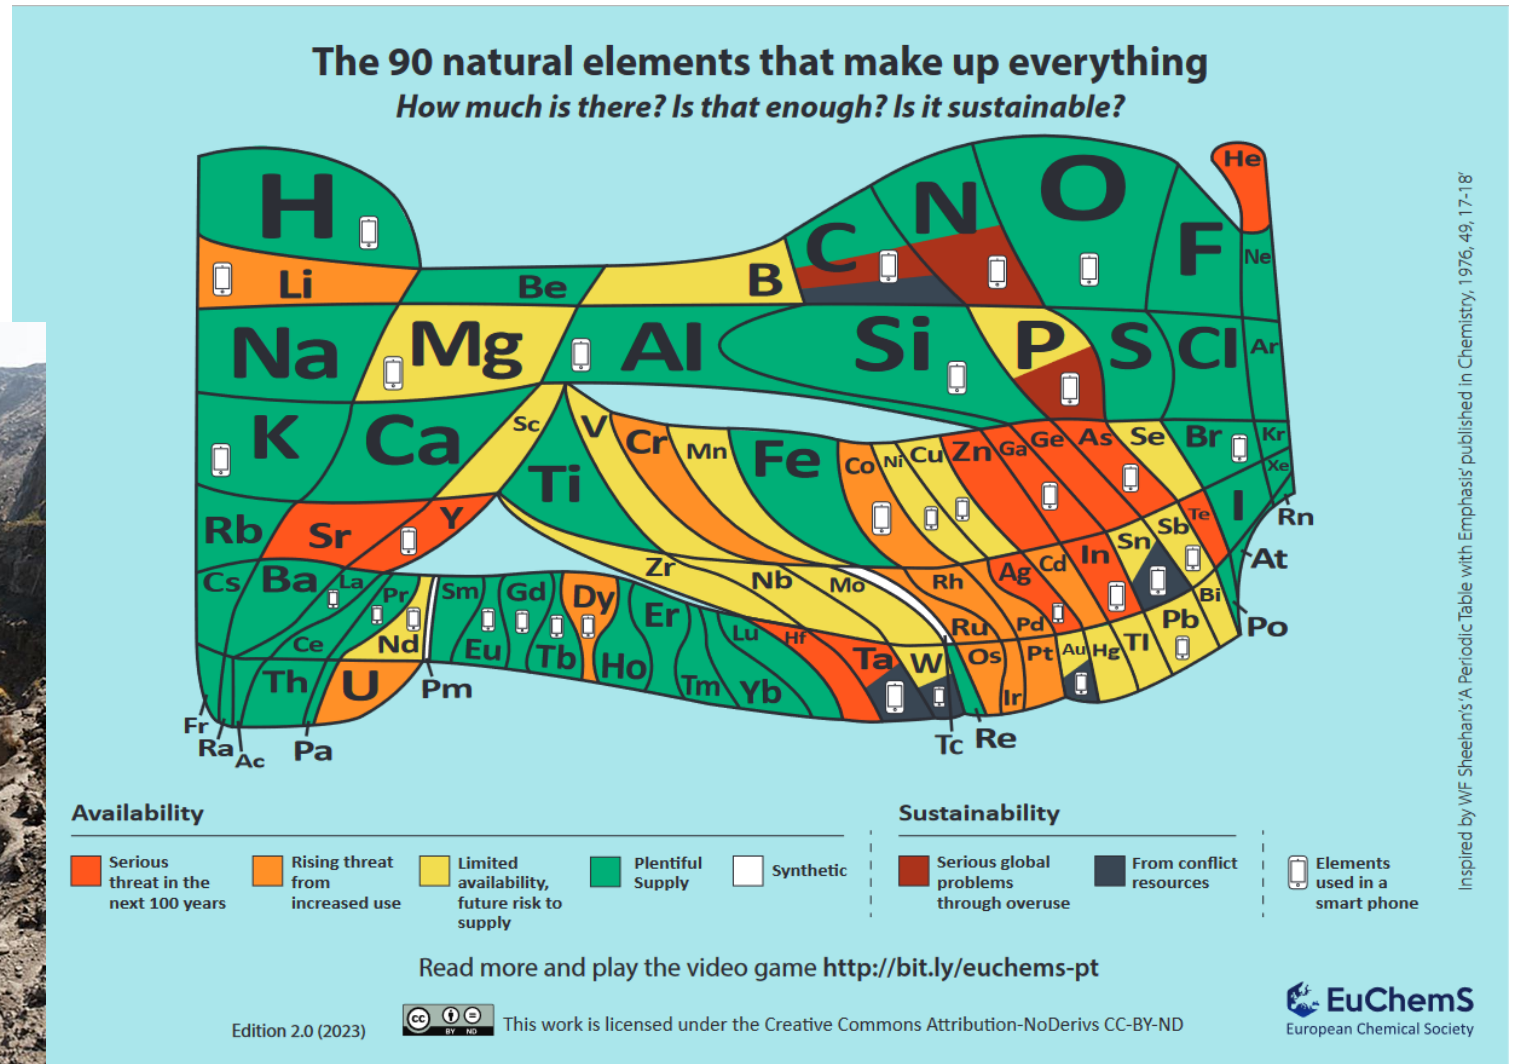 The 90 natural elements that make up everything
How much is there? Is that enough? Is it sustainable?
H
He
Li
Be
B
C
N
O
F
Ne
Na
Mg
Al
Si
P
S
Cl
Ar
K
Ca
Sc
Ti
V
Cr
Mn
Fe
Co
Ni
Cu
Zn
Ga
Ge
As
Se
Br
Kr
Rb
Sr
Y
Zr
Nb
Mo
Tc
Ru
Rh
Pd
Ag
Cd
In
Sn
Sb
Te
I
Xe
Cs
Ba
La
Ce
Pr
Nd
Pm
Sm
Eu
Gd
Tb
Dy
Ho
Er
Tm
Yb
Lu
Hf
Ta
W
Re
Os
Ir
Pt
Au
Hg
Tl
Pb
Bi
Po
At
Rn
Fr
Ra
Ac
Th
Pa
U
Availability
Serious
threat in the
next 100 years
Rising threat
from
increased use
Limited
availability,
future risk to
supply
Plentiful
Supply
Synthetic
Sustainability
Serious global
problems
through overuse
From conflict
resources
Elements
used in a
smart phone
Read more and play the video game http://bit.ly/euchems-pt
Edition 2.0 (2023)
cc
BY ND
This work is licensed under the Creative Commons Attribution-NoDerivs CC-BY-ND
EuChemS
European Chemical Society
Inspired by WF Sheehan's 'A Periodic Table with Emphasis' published in Chemistry, 1976, 49, 17-18'